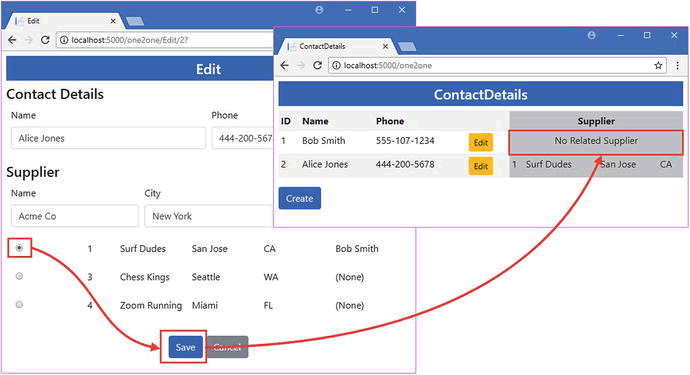 Edit
localhost:5000/one2one/Edit/2?
Edit
Contact Details
Name Phone
Alice Jones 444-200-5678
Supplier
Name City
Acme Co New York
1 Surf Dudes San Jose CA Bob Smith
3 Chess Kings Seattle WA (None)
4 Zoom Running Miami FL (None)
Save Cancel
ContactDetails
localhost:5000/one2one
ContactDetails
ID Name Phone Supplier
1 Bob Smith 555-107-1234 Edit No Related Supplier
2 Alice Jones 444-200-5678 Edit 1 Surf Dudes San Jose CA
Create